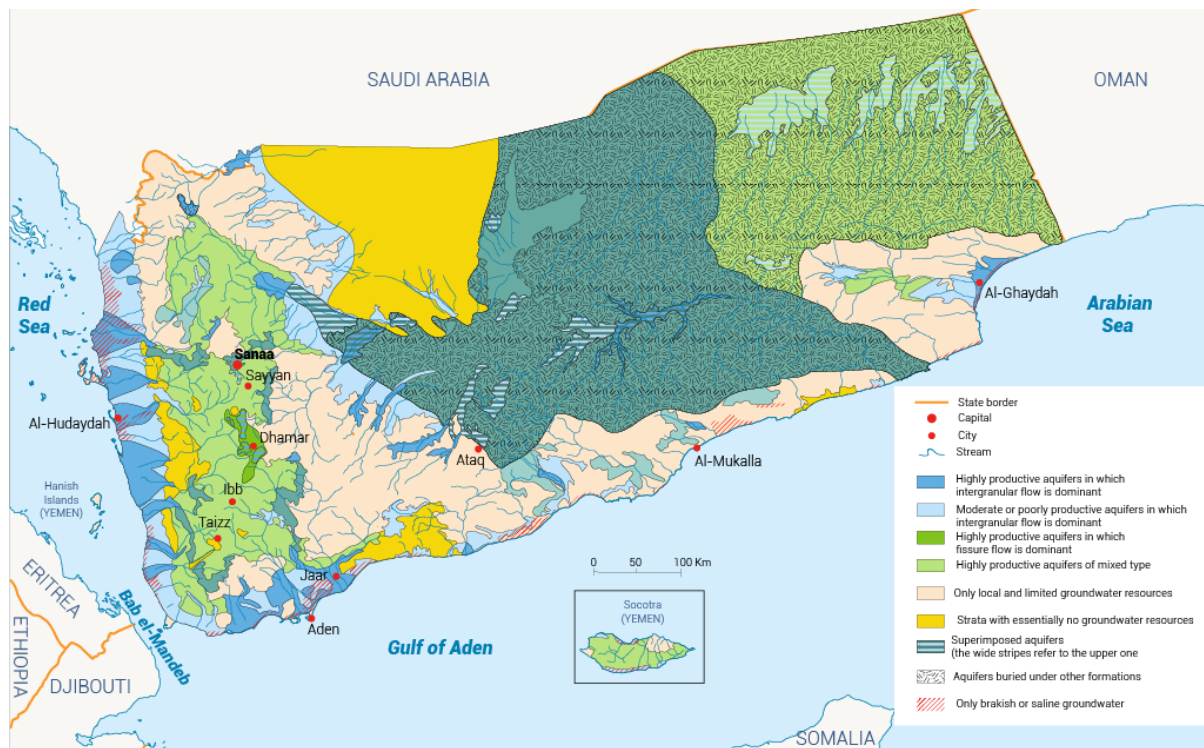 SAUDI ARABIA
OMAN
Red
Sea
Al-Ghaydah
Arabian
Sea
Sanaa
Sayyan
Al-Hudaydah
Dhamar
Ataq
Al-Mukalla
Hanish
Islands
(YEMEN)
Ibb
Taizz
Jaar
Aden
ERITREA
Bab el-Mandeb
ETHIOPIA
DJIBOUTI
Gulf of Aden
0 50 100 Km
Socotra
(YEMEN)
SOMALIA
State border
Capital
City
Stream
Highly productive aquifers in which
intergranular flow is dominant
Moderate or poorly productive aquifers in which
intergranular flow is dominant
Highly productive aquifers in which
fissure flow is dominant
Highly productive aquifers of mixed type
Only local and limited groundwater resources
Strata with essentially no groundwater resources
Superimposed aquifers
(the wide stripes refer to the upper one
Aquifers buried under other formations
Only brakish or saline groundwater